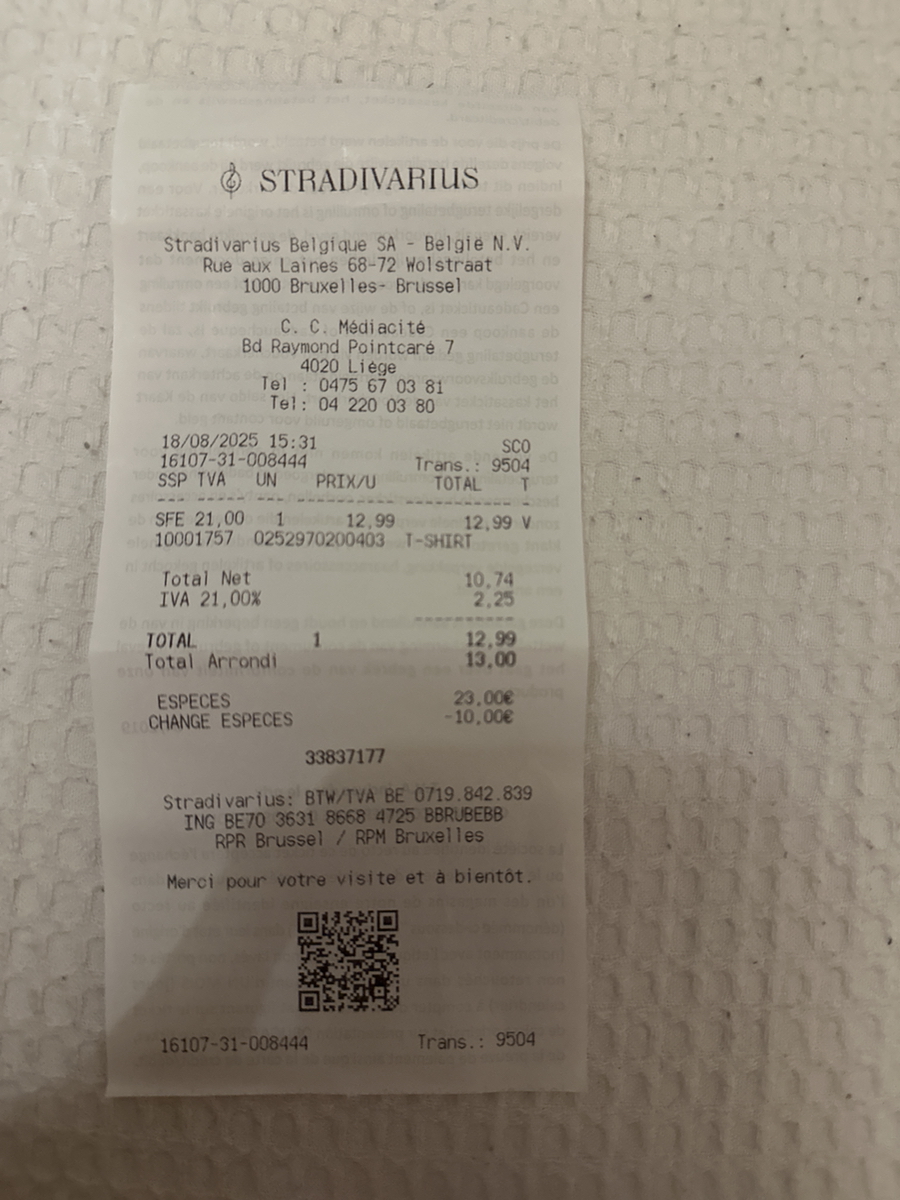 STRADIVARIUS
Stradivarius Belgique SA - België N.V.
Rue aux Laines 68-72 Wolstraat
1000 Bruxelles- Brussel
C. C. Médiacité
Bd Raymond Pointcaré 7
4020 Liége
Tel : 0475 67 03 81
Tel: 04 220 03 80
18/08/2025 15:31 SCO
16107-31-008444 Trans.: 9504
SSP TVA UN PRIX/U TOTAL T
--- ----- --- ---------- ----------- -
SFE 21,00 1 12,99 12,99 V
10001757 0252970200403 T-SHIRT
Total Net 10,74
IVA 21,00% 2,25
----------
TOTAL 1 12,99
Total Arrondi 13,00
ESPECES 23,00€
CHANGE ESPECES -10,00€
33837177
Stradivarius: BTW/TVA BE 0719.842.839
ING BE70 3631 8668 4725 BBRUBEBB
RPR Brussel / RPM Bruxelles
Merci pour votre visite et à bientôt.
16107-31-008444 Trans.: 9504